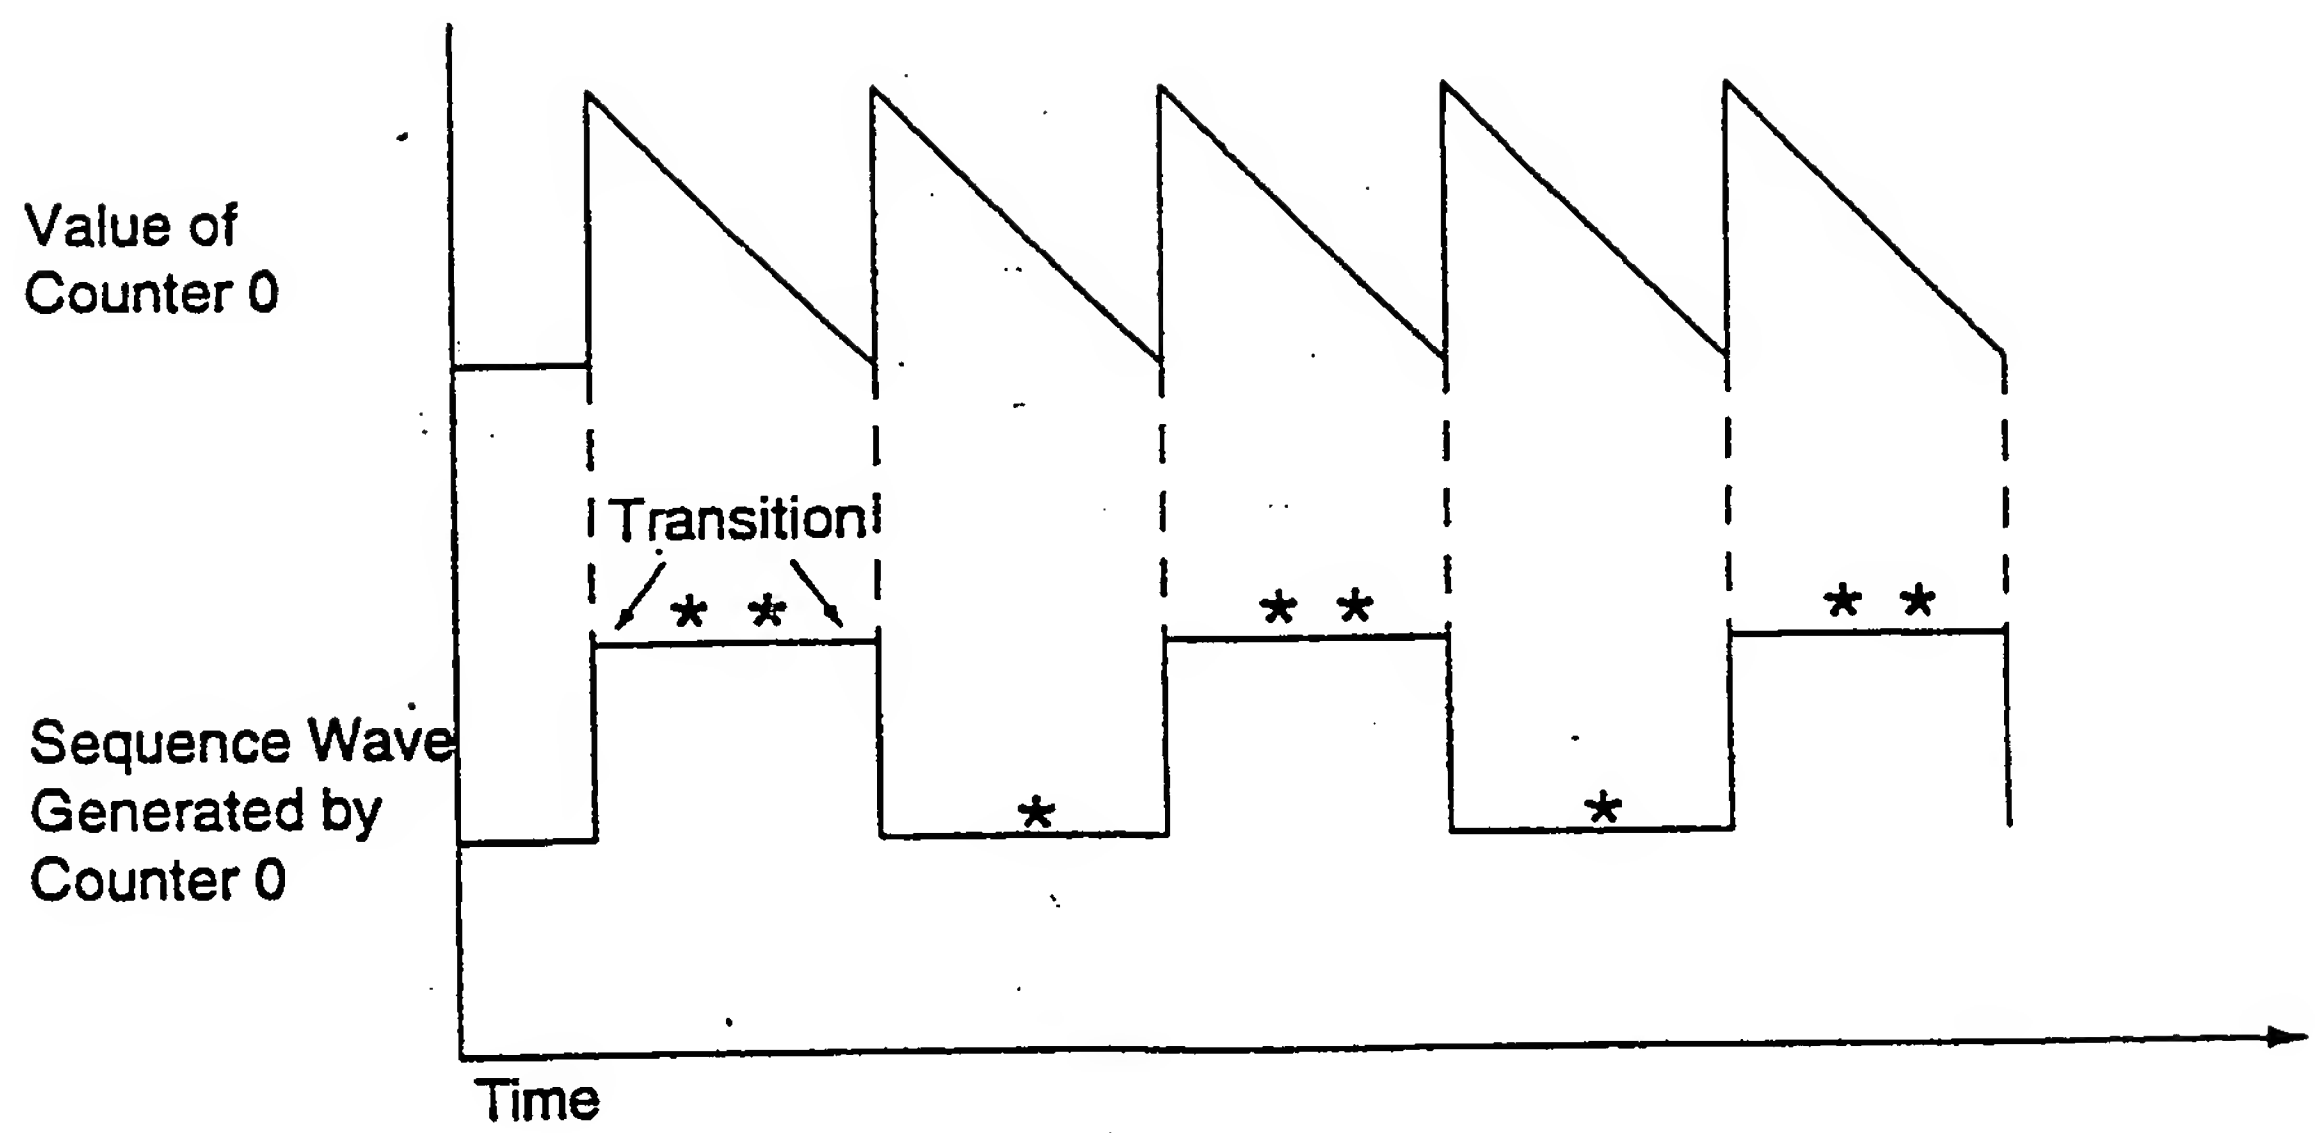 Value of
Counter 0
Transition
* *
* *
* *
Sequence Wave
Generated by
Counter 0
*
*
Time